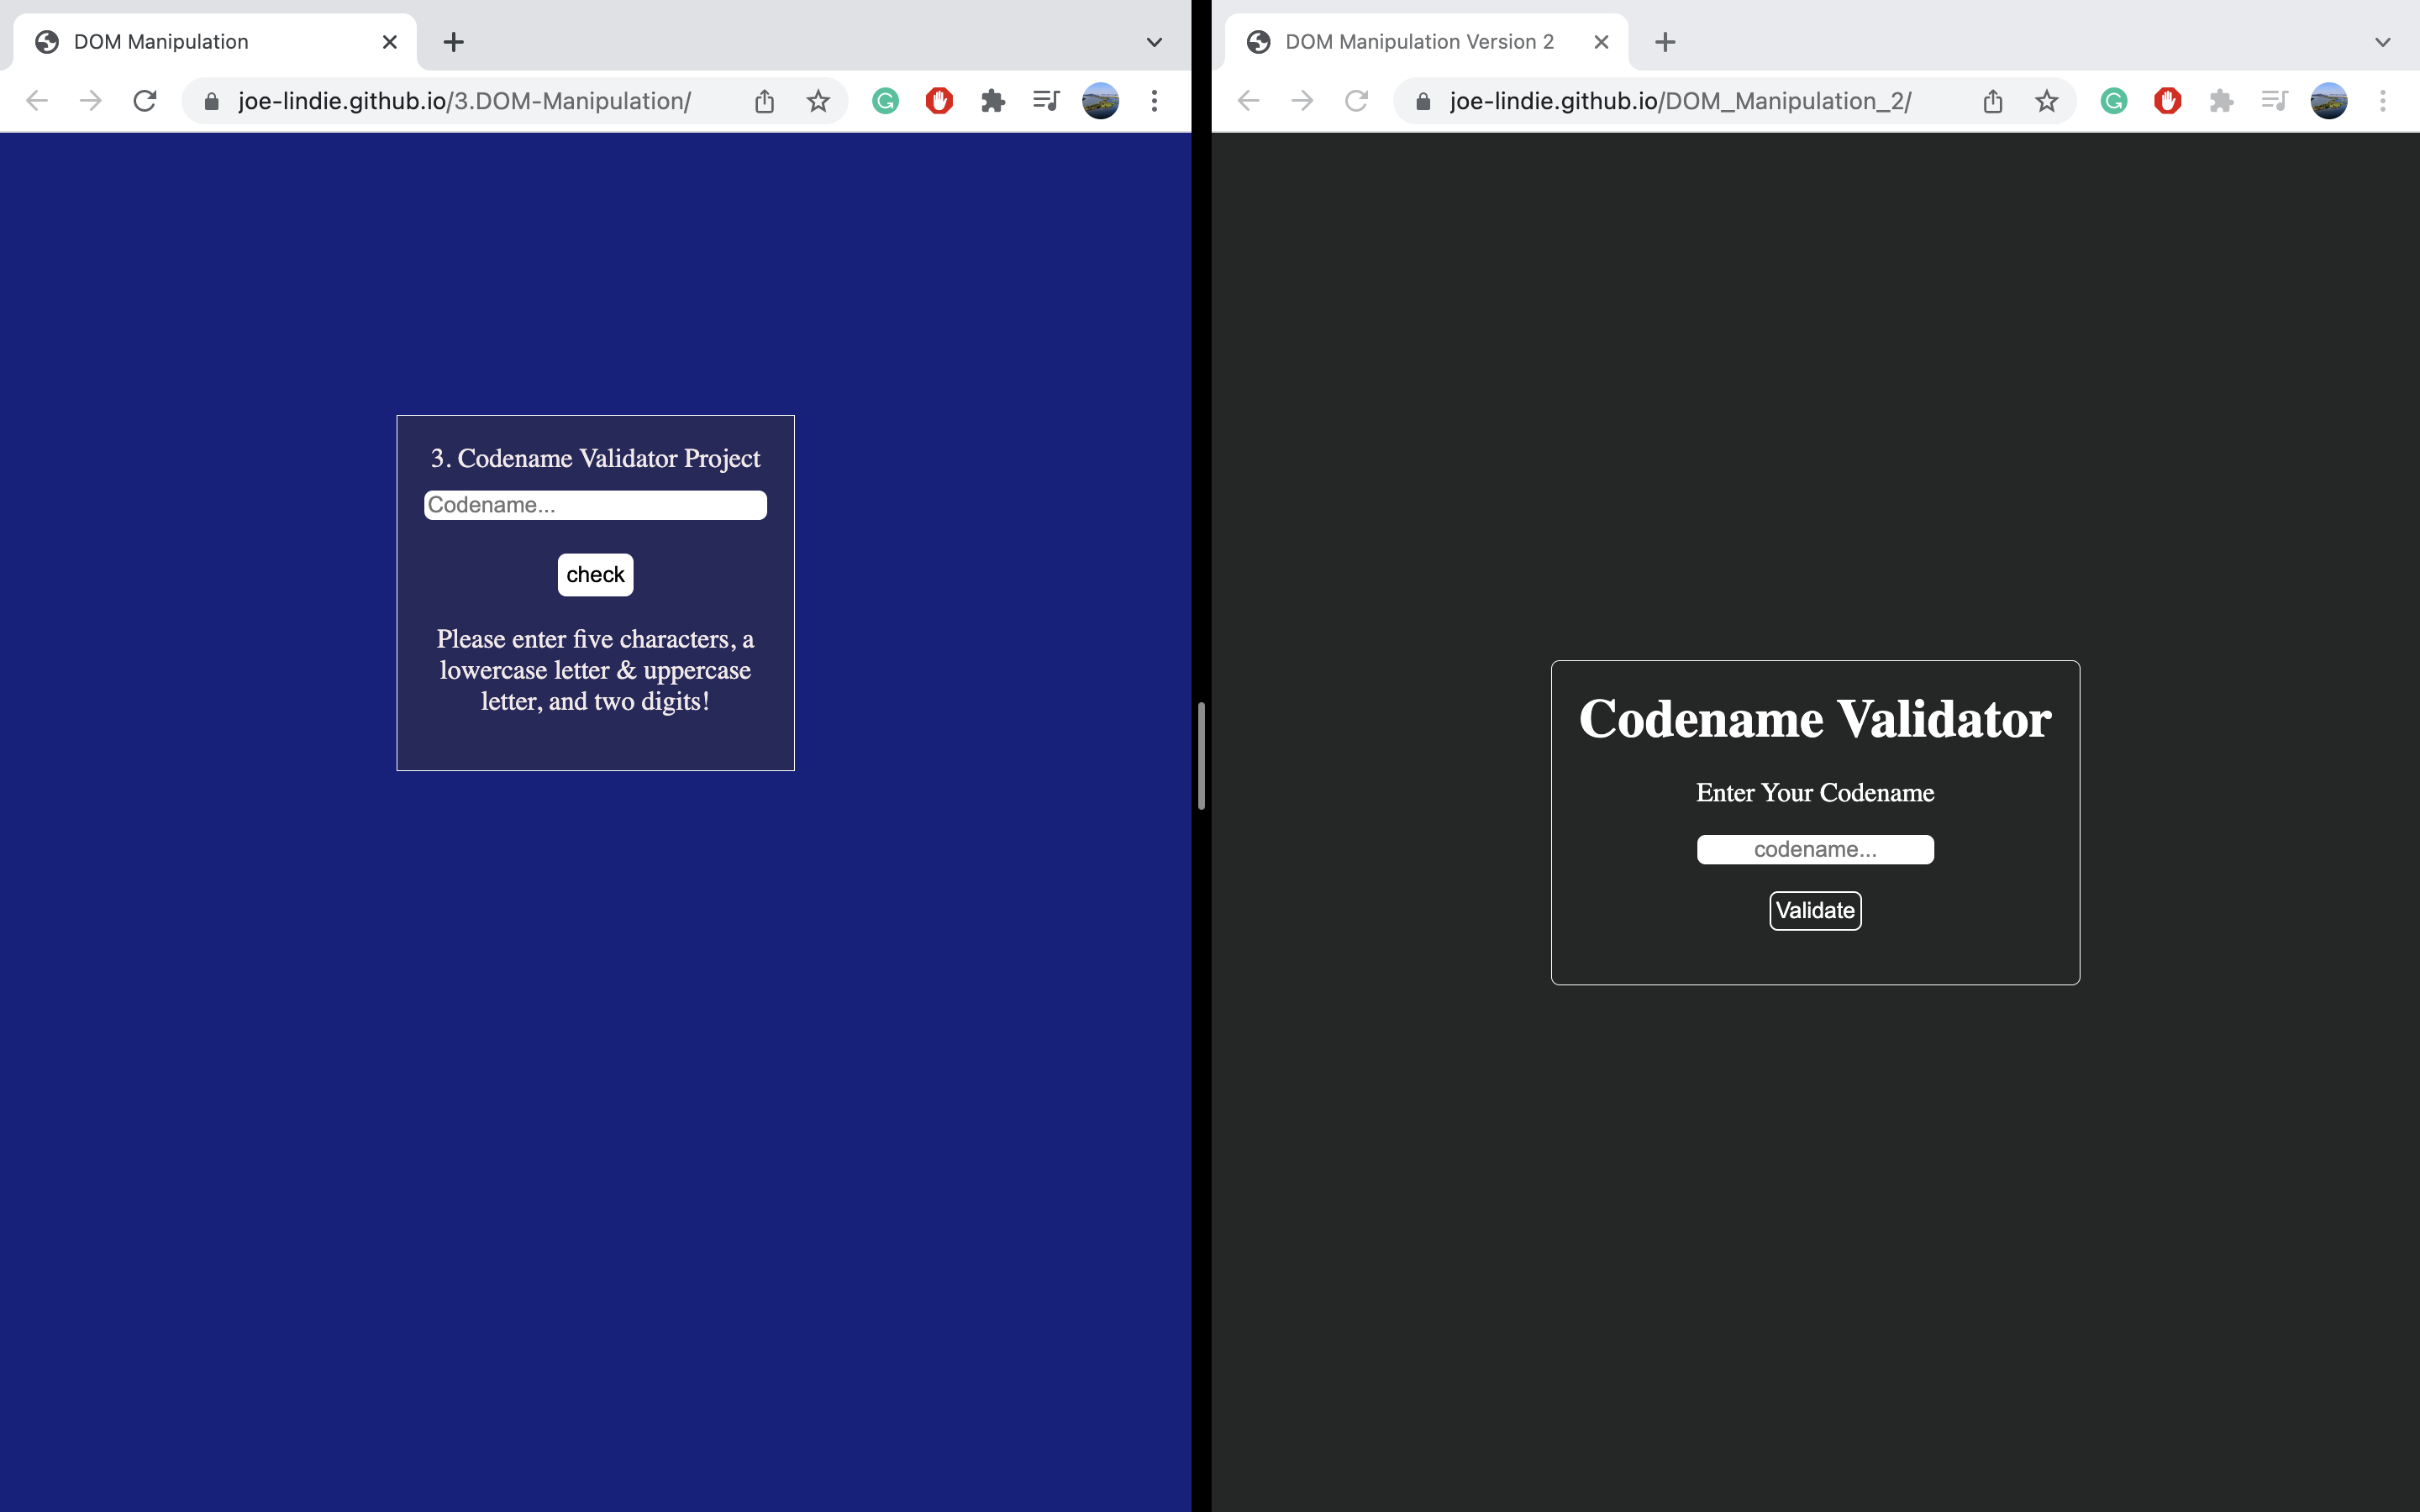 DOM Manipulation
joe-lindie.github.io/3.DOM-Manipulation/
3. Codename Validator Project
Codename...
check
Please enter five characters, a
lowercase letter & uppercase
letter, and two digits!
DOM Manipulation Version 2
joe-lindie.github.io/DOM_Manipulation_2/
Codename Validator
Enter Your Codename
codename...
Validate